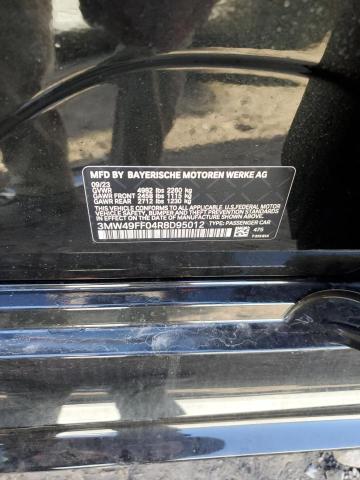 MFD BY BAYERISCHE MOTOREN WERKE AG
09/23
GVWR 4982 lbs 2260 kg
GAWR FRONT 2458 lbs 1115 kg
GAWR REAR 2712 lbs 1230 kg
THIS VEHICLE CONFORMS TO ALL APPLICABLE U.S. FEDERAL MOTOR
VEHICLE SAFETY, BUMPER, AND THEFT PREVENTION STANDARDS IN
EFFECT ON THE DATE OF MANUFACTURE SHOWN ABOVE.
3MW49FF04R8D95012 TYPE: PASSENGER CAR
475